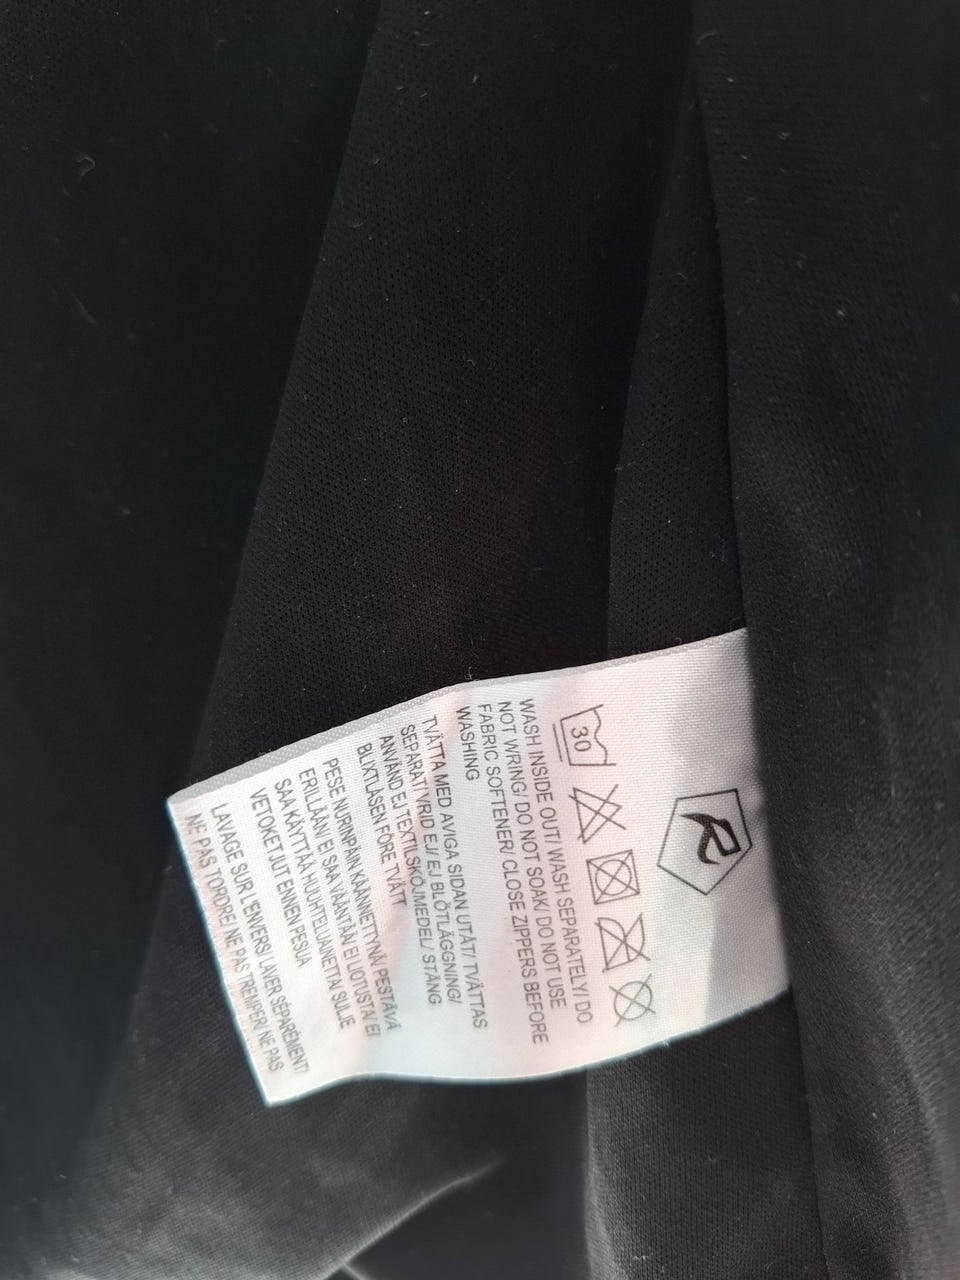 R
30
WASH INSIDE OUT/ WASH SEPARATELY/ DO
NOT WRING/ DO NOT SOAK/ DO NOT USE
FABRIC SOFTENER/ CLOSE ZIPPERS BEFORE
WASHING
TVÄTTA MED AVIGA SIDAN UTÅT/ TVÄTTAS
SEPARAT/ VRID EJ/ EJ BLÖTLÄGGNING/
ANVÄND EJ TEXTILSKÖJMEDEL/ STÄNG
BLIXTLÅSEN FÖRE TVÄTT
PESE NURINPÄIN KÄÄNNETTYNÄ/ PESTÄVÄ
ERILLÄÄN/ EI SAA VÄÄNTÄÄ/ EI LIOTUSTA/ EI
SAA KÄYTTÄÄ HUUHTELUAINETTA/ SULJE
VETOKETJUT ENNEN PESUA
LAVAGE SUR L'ENVERS/ LAVER SÉPARÉMENT/
NE PAS TORDRE/ NE PAS TREMPER/ NE PAS